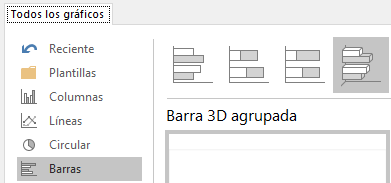 Todos los gráficos
Reciente
Plantillas
Columnas
Líneas
Circular
Barras
Barra 3D agrupada